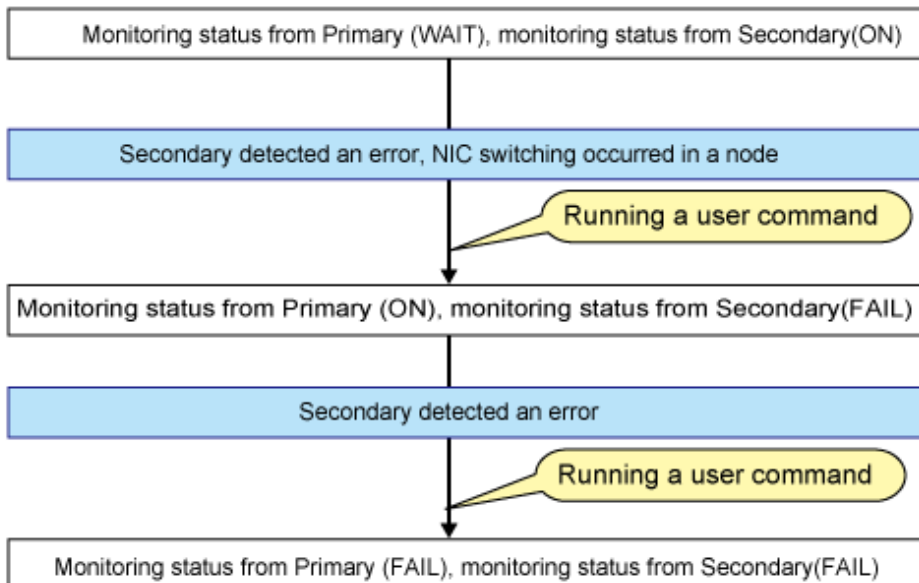 Monitoring status from Primary (WAIT), monitoring status from Secondary(ON)
Secondary detected an error, NIC switching occurred in a node
Running a user command
Monitoring status from Primary (ON), monitoring status from Secondary(FAIL)
Secondary detected an error
Running a user command
Monitoring status from Primary (FAIL), monitoring status from Secondary(FAIL)